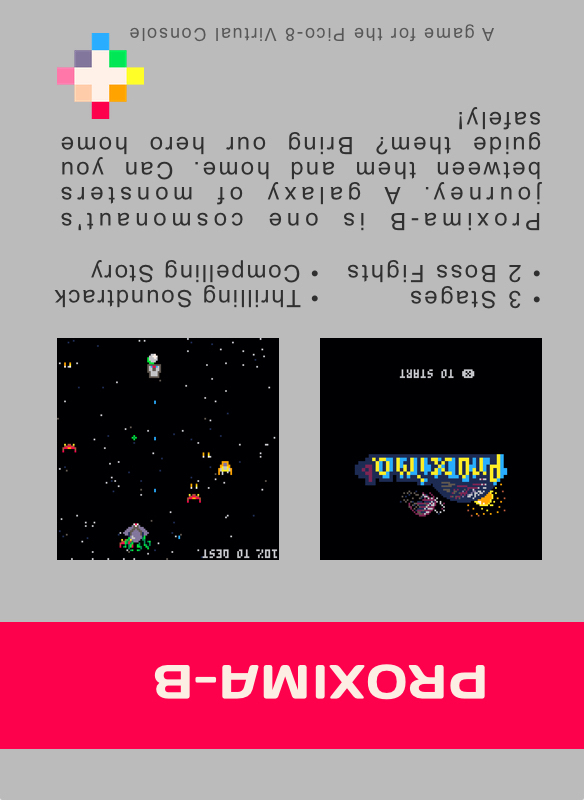 PROXIMA-B
PROXIMA
TO START
10% TO DEST.
• 3 Stages
• Thrilling Soundtrack
• 2 Boss Fights
• Compelling Story
Proxima-B is one cosmonaut's
journey. A galaxy of monsters
between them and home. Can you
guide them? Bring our hero home
safely!
A game for the Pico-8 Virtual Console